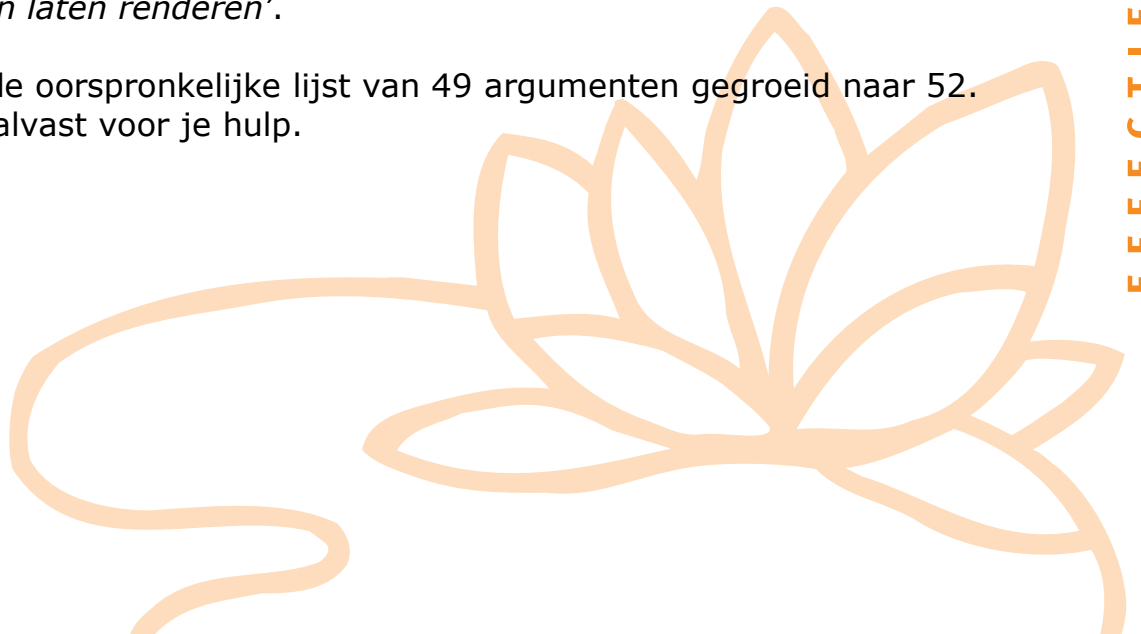 n laten renderen’.
le oorspronkelijke lijst van 49 argumenten gegroeid naar 52.
alvast voor je hulp.
EFFECTIE